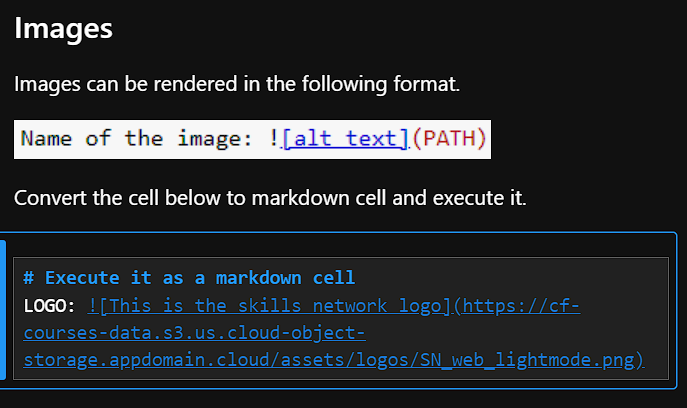 Images
Images can be rendered in the following format.
Name of the image: ![alt text](PATH)
Convert the cell below to markdown cell and execute it.
# Execute it as a markdown cell
LOGO: ![This is the skills network logo](https://cf-
courses-data.s3.us.cloud-object-
storage.appdomain.cloud/assets/logos/SN_web_lightmode.png)